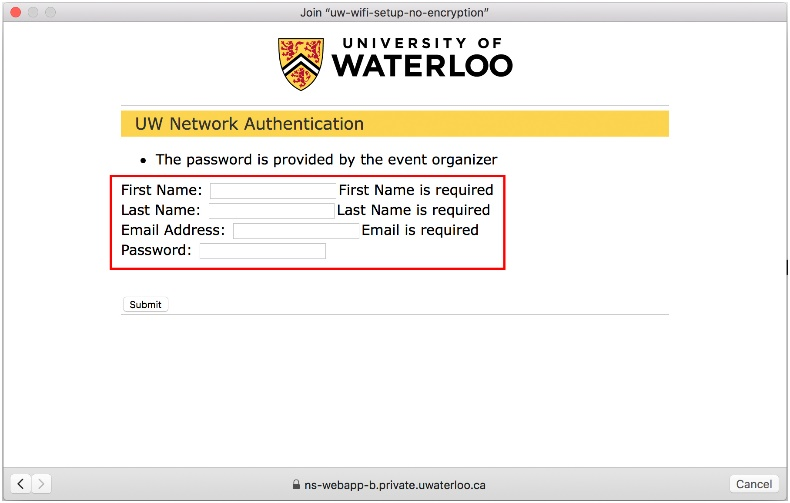 Join “uw-wifi-setup-no-encryption”
UNIVERSITY OF
WATERLOO
UW Network Authentication
• The password is provided by the event organizer
First Name: First Name is required
Last Name: Last Name is required
Email Address: Email is required
Password:
Submit
ns-webapp-b.private.uwaterloo.ca
Cancel